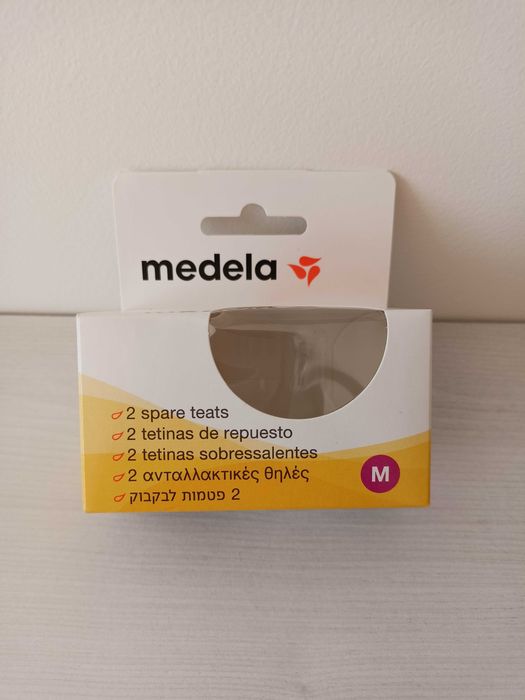 medela
2 spare teats
2 tetinas de repuesto
2 tetinas sobressalentes
2 ανταλλακτικές θηλές
2 פטמות לבקבוק
M